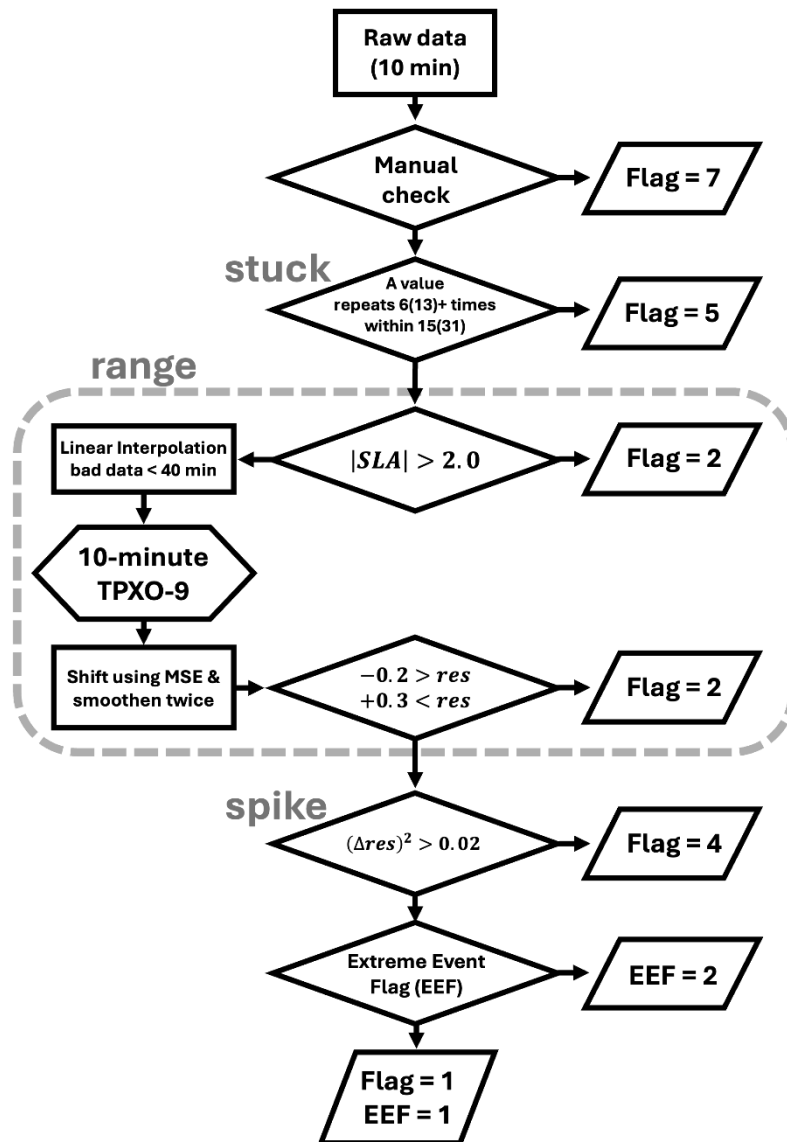 Raw data
(10 min)
Manual
check
Flag = 7
stuck
A value
repeats 6(13)+ times
within 15(31)
Flag = 5
range
|SLA| > 2.0
Flag = 2
Linear Interpolation
bad data < 40 min
10-minute
TPXO-9
Shift using MSE &
smoothen twice
−0.2 > res
+0.3 < res
Flag = 2
spike
(Δres)² > 0.02
Flag = 4
Extreme Event
Flag (EEF)
EEF = 2
Flag = 1
EEF = 1